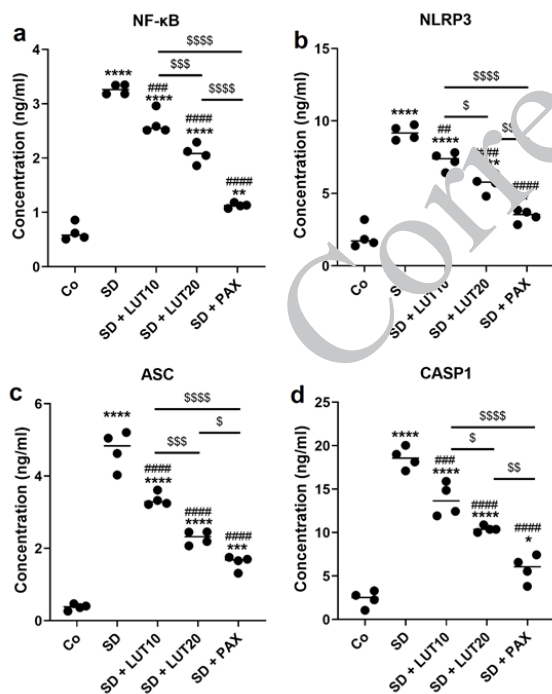 a
NF-κB
Concentration (ng/ml)
4
3
2
1
0
****
###
****
####
****
####
**
$$$$
$$$
$$$$
Co
SD
SD + LUT10
SD + LUT20
SD + PAX
b
NLRP3
Concentration (ng/ml)
15
10
5
0
****
##
****
####
$$$$
$
Co
SD + LUT10
SD + LUT20
SD + PAX
Corre
c
ASC
Concentration (ng/ml)
6
4
2
0
****
####
****
####
****
####
***
$$$$
$$$
$
Co
SD
SD + LUT10
SD + LUT20
SD + PAX
d
CASP1
Concentration (ng/ml)
25
20
15
10
5
0
****
###
****
####
****
####
*
$$$$
$
$$
Co
SD
SD + LUT10
SD + LUT20
SD + PAX